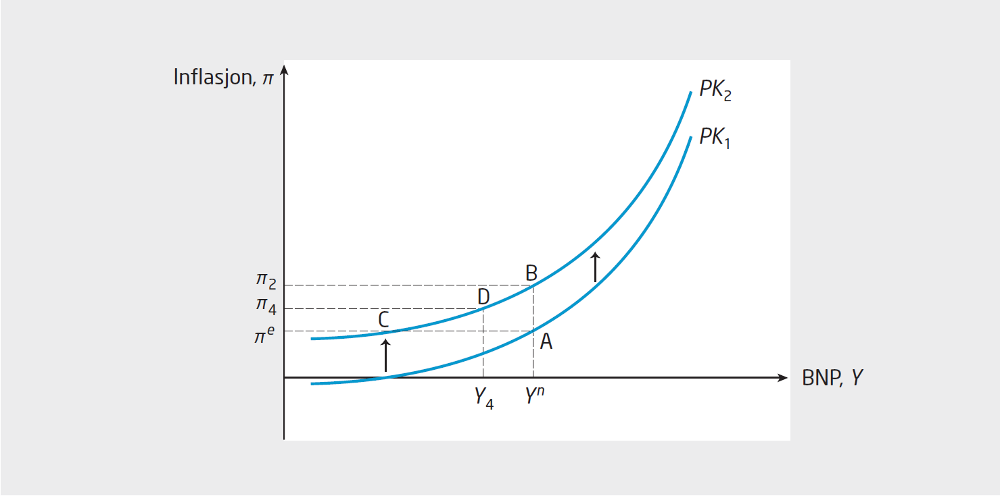 Inflasjon, π
PK₂
PK₁
π₂
B
π₄
D
C
πᵉ
A
BNP, Y
Y₄
Yⁿ